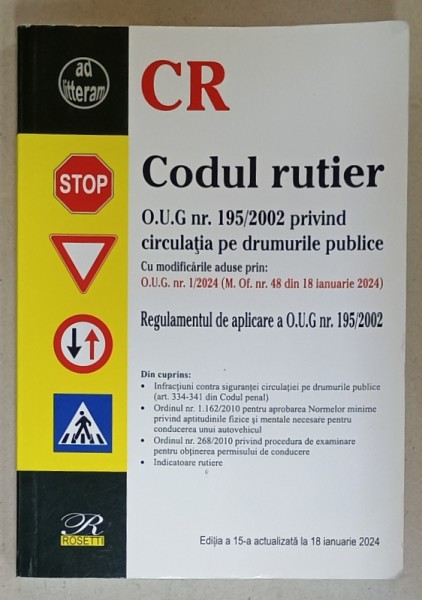 ad
litteram
CR
STOP
Codul rutier
O.U.G nr. 195/2002 privind
circulația pe drumurile publice
Cu modificările aduse prin:
O.U.G. nr. 1/2024 (M. Of. nr. 48 din 18 ianuarie 2024)
Regulamentul de aplicare a O.U.G nr. 195/2002
Din cuprins:
• Infracțiuni contra siguranței circulației pe drumurile publice
(art. 334-341 din Codul penal)
• Ordinul nr. 1.162/2010 pentru aprobarea Normelor minime
privind aptitudinile fizice și mentale necesare pentru
conducerea unui autovehicul
• Ordinul nr. 268/2010 privind procedura de examinare
pentru obținerea permisului de conducere
• Indicatoare rutiere
R
ROSETTI
Ediția a 15-a actualizată la 18 ianuarie 2024